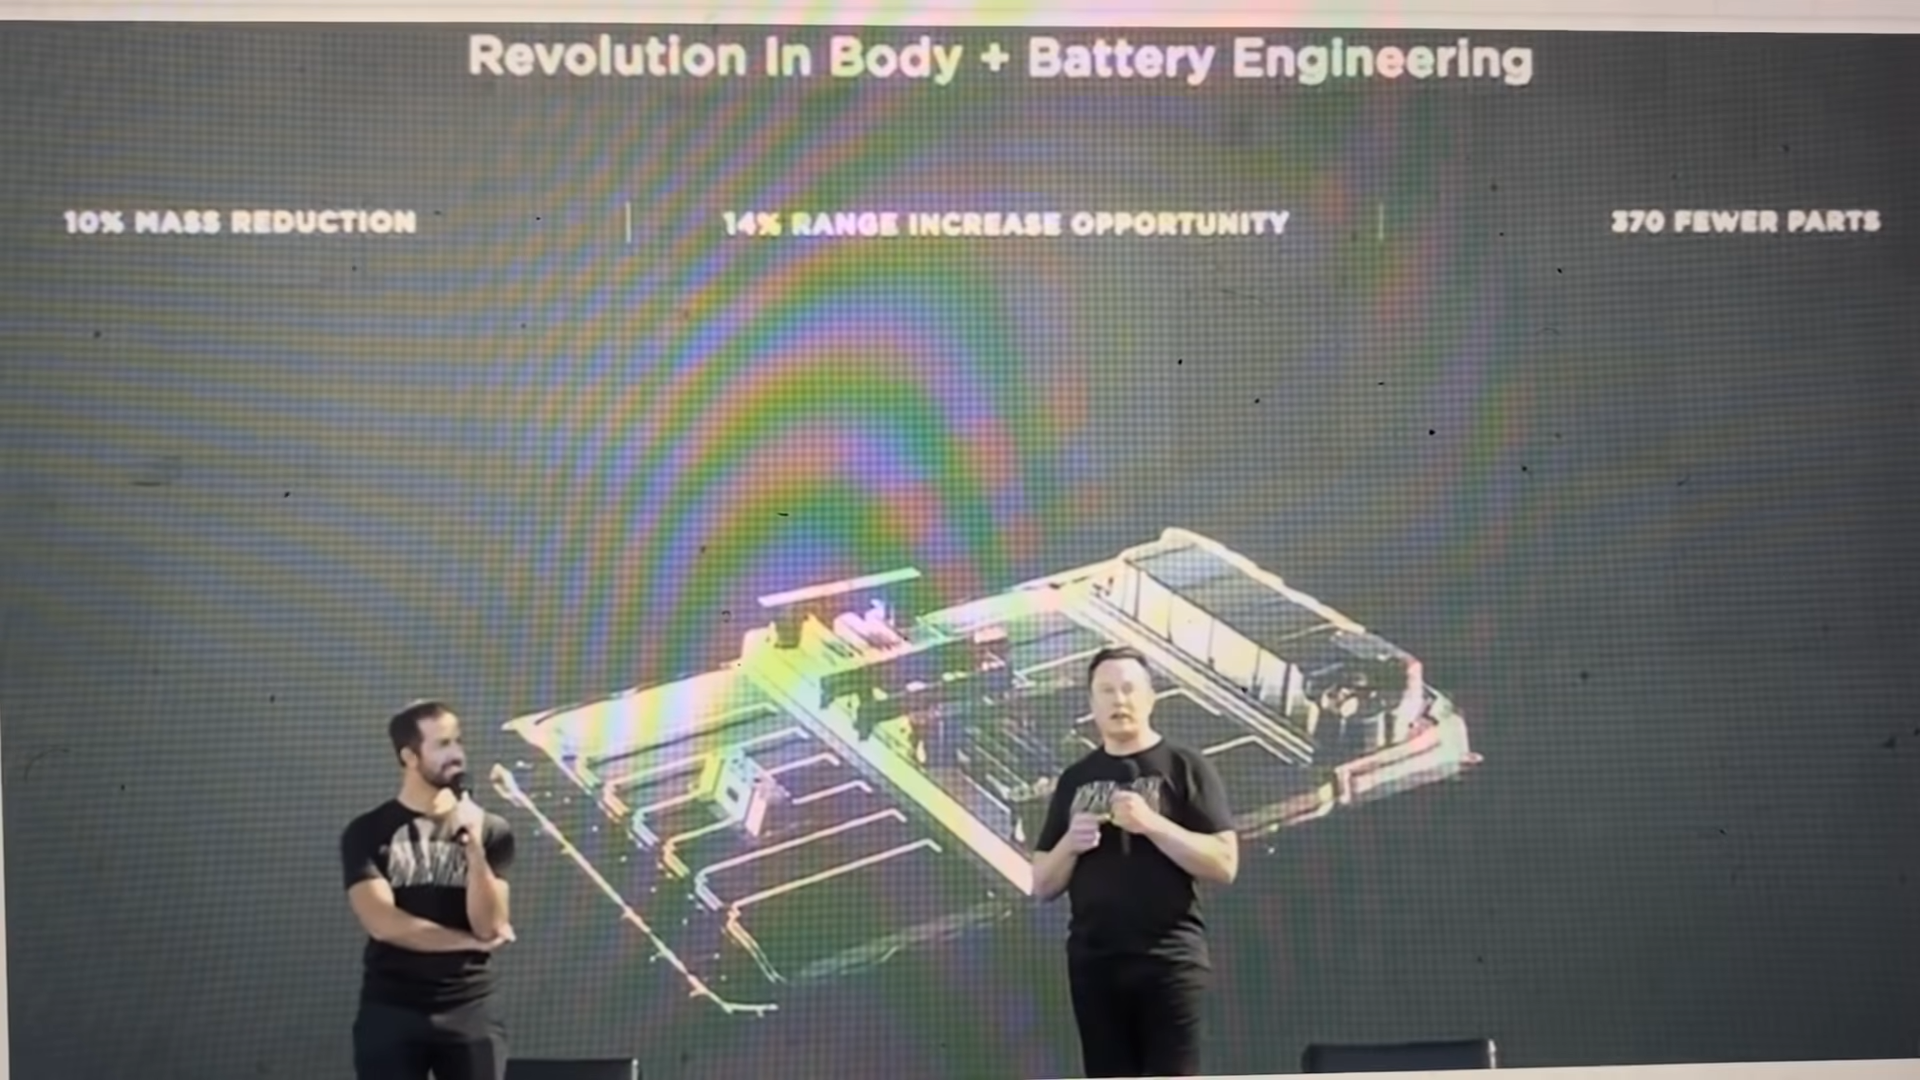 Revolution In Body + Battery Engineering
10% MASS REDUCTION | 14% RANGE INCREASE OPPORTUNITY | 370 FEWER PARTS